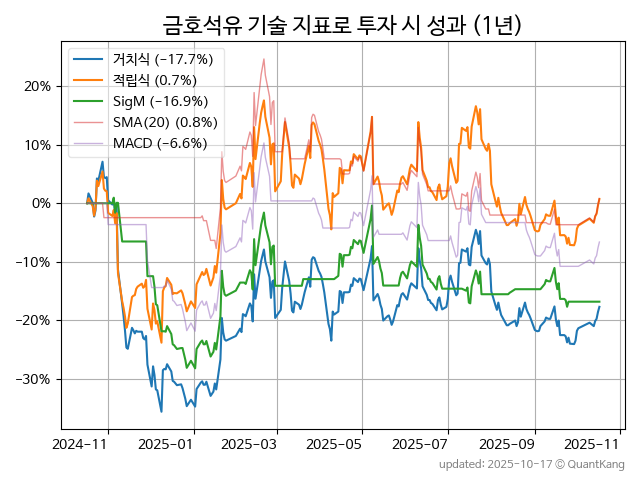 금호석유 기술 지표로 투자 시 성과 (1년)
거치식 (−17.7%)
적립식 (0.7%)
SigM (−16.9%)
SMA(20) (0.8%)
MACD (−6.6%)
20%
10%
0%
−10%
−20%
−30%
2024-11 2025-01 2025-03 2025-05 2025-07 2025-09 2025-11
updated: 2025-10-17 © QuantKang